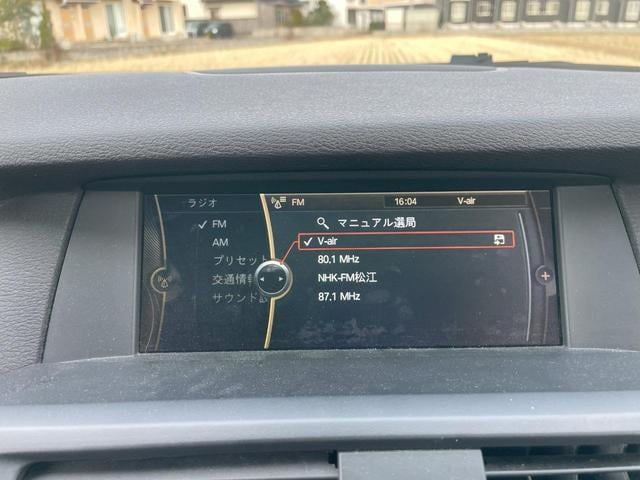 ラジオ
✓ FM
AM
プリセット
交通情報
サウンド設
FM
16:04
V-air
マニュアル選局
✓ V-air
80.1 MHz
NHK-FM松江
87.1 MHz